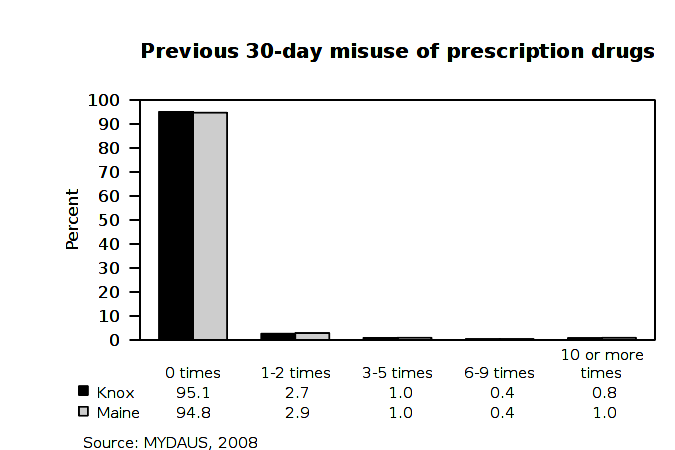 Previous 30-day misuse of prescription drugs
Percent
100
90
80
70
60
50
40
30
20
10
0
0 times 1-2 times 3-5 times 6-9 times 10 or more times
Knox 95.1 2.7 1.0 0.4 0.8
Maine 94.8 2.9 1.0 0.4 1.0
Source: MYDAUS, 2008